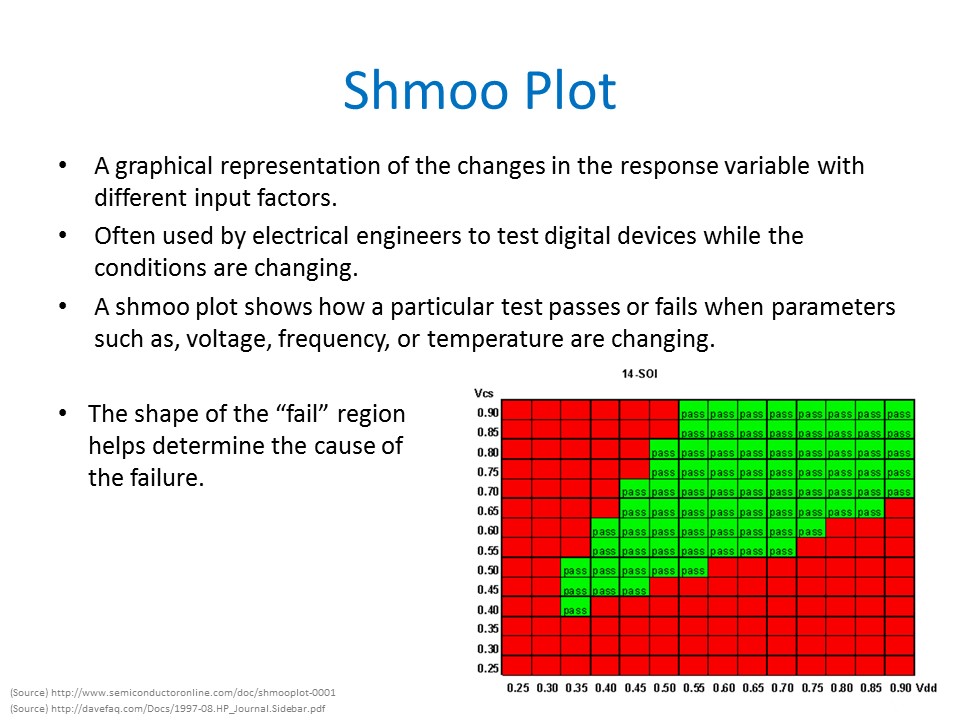 Shmoo Plot
• A graphical representation of the changes in the response variable with
different input factors.
• Often used by electrical engineers to test digital devices while the
conditions are changing.
• A shmoo plot shows how a particular test passes or fails when parameters
such as, voltage, frequency, or temperature are changing.
• The shape of the “fail” region
helps determine the cause of
the failure.
14-SOI
Vcs
0.90 pass pass pass pass pass pass pass pass
0.85 pass pass pass pass pass pass pass pass
0.80 pass pass pass pass pass pass pass pass pass
0.75 pass pass pass pass pass pass pass pass pass
0.70 pass pass pass pass pass pass pass pass pass pass
0.65 pass pass pass pass pass pass pass pass pass
0.60 pass pass pass pass pass pass pass pass
0.55 pass pass pass pass pass pass pass
0.50 pass pass pass pass pass
0.45 pass pass pass
0.40 pass
0.35
0.30
0.25
0.25 0.30 0.35 0.40 0.45 0.50 0.55 0.60 0.65 0.70 0.75 0.80 0.85 0.90 Vdd
(Source) http://www.semiconductoronline.com/doc/shmooplot-0001
(Source) http://davefaq.com/Docs/1997-08.HP_Journal.Sidebar.pdf